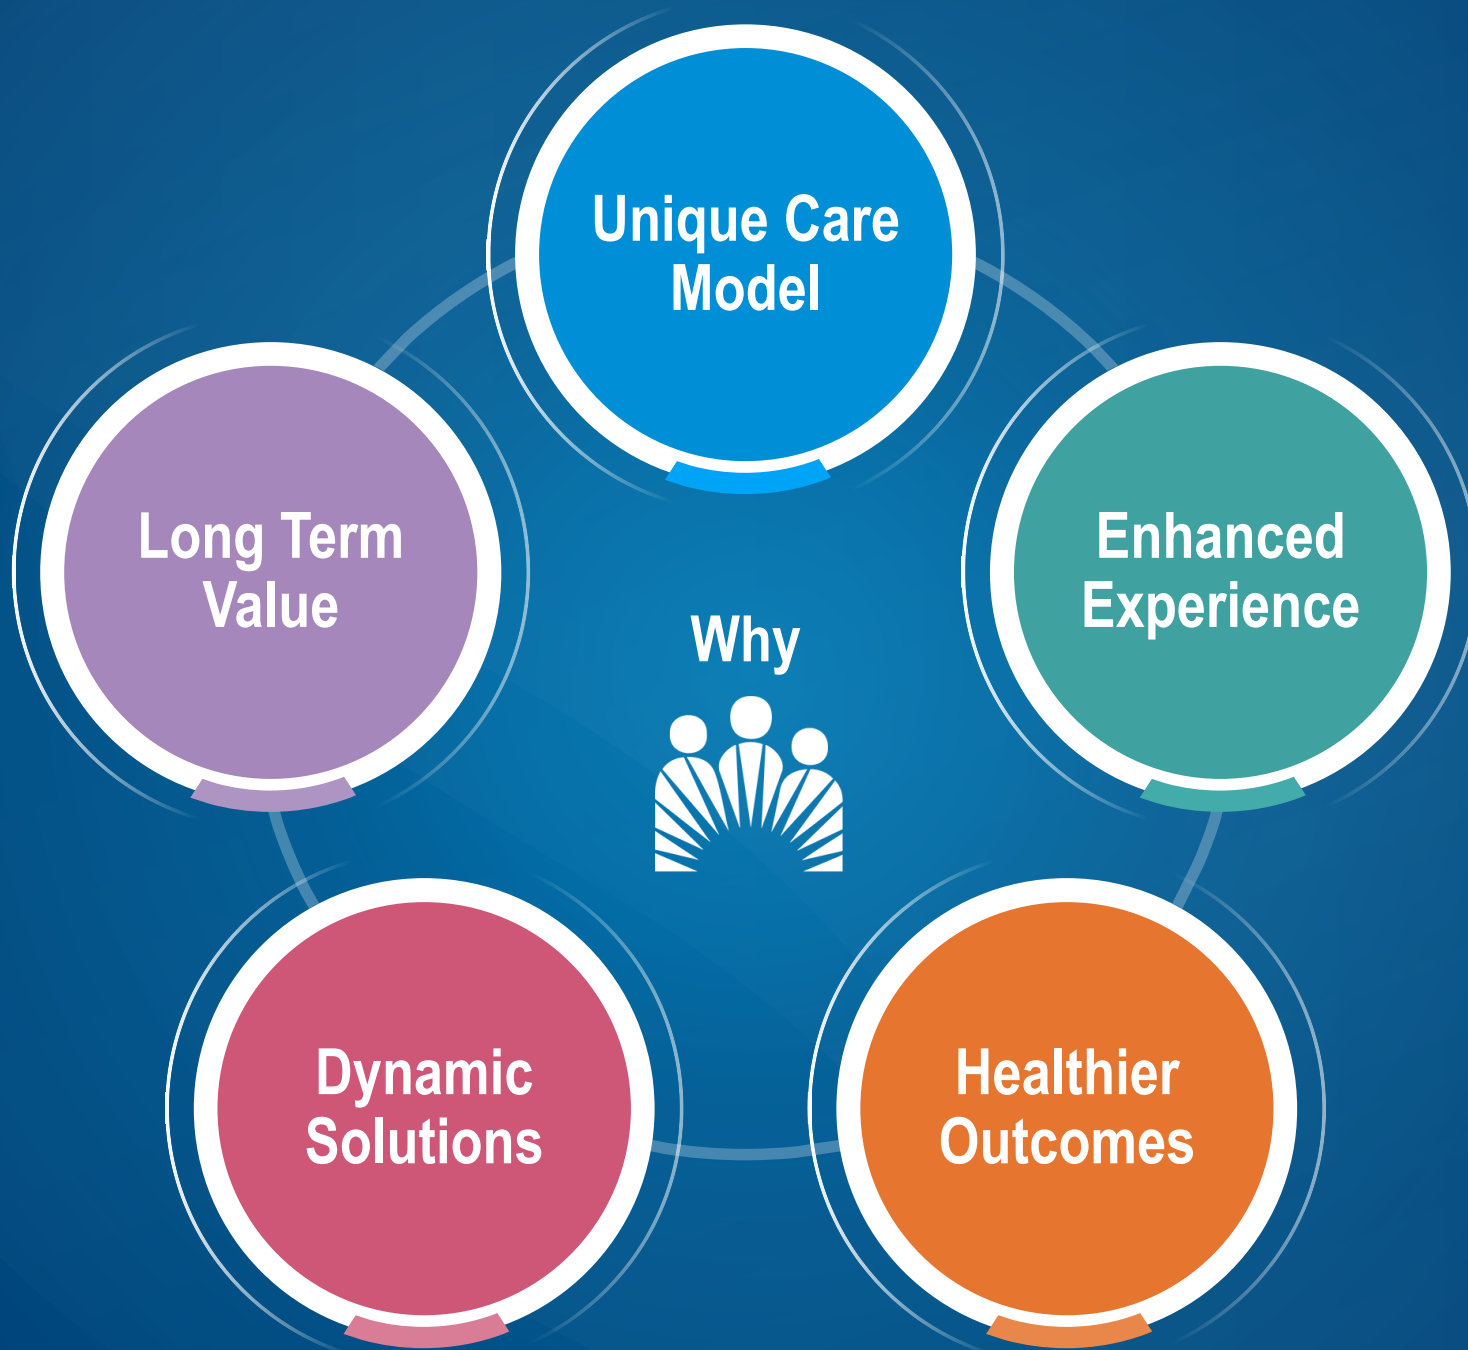 Unique Care
Model
Enhanced
Experience
Healthier
Outcomes
Dynamic
Solutions
Long Term
Value
Why